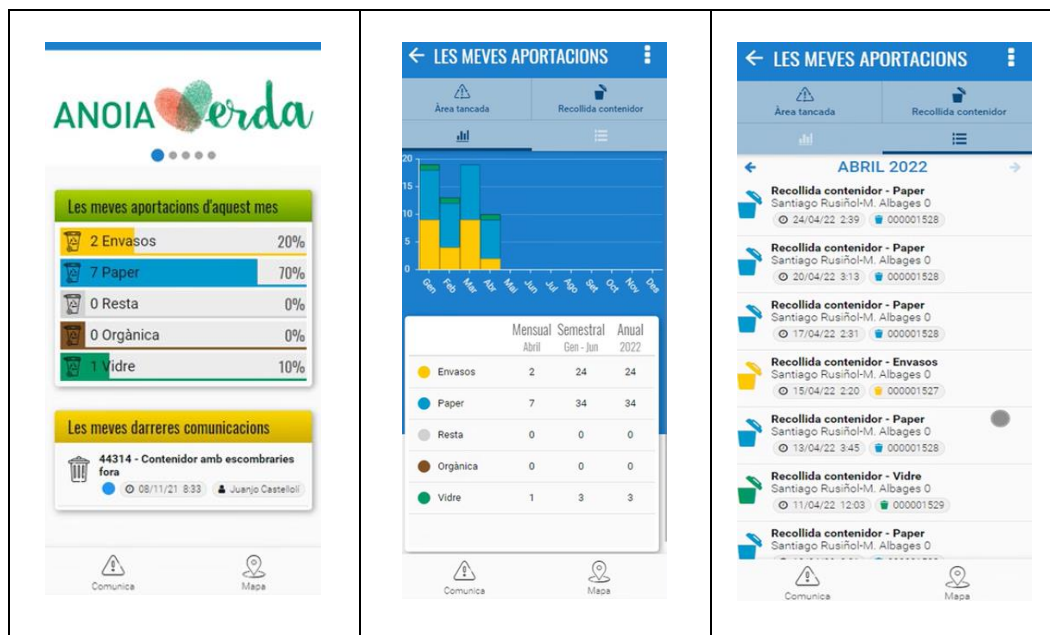 ANOIA Verda
Les meves aportacions d'aquest mes
2 Envasos 20%
7 Paper 70%
0 Resta 0%
0 Orgànica 0%
1 Vidre 10%
Les meves darreres comunicacions
44314 - Contenidor amb escombraries
fora
08/11/21 8:33 Juanjo Castellolí
Comunica Mapa
LES MEVES APORTACIONS
Àrea tancada Recollida contenidor
20
15
10
5
0
Gen Feb Mar Abr Mai Jun Jul Ago Set Oct Nov Des
Mensual Semestral Anual
Abril Gen - Jun 2022
Envasos 2 24 24
Paper 7 34 34
Resta 0 0 0
Orgànica 0 0 0
Vidre 1 3 3
Comunica Mapa
LES MEVES APORTACIONS
Àrea tancada Recollida contenidor
ABRIL 2022
Recollida contenidor - Paper
Santiago Rusiñol-M. Albages 0
24/04/22 2:39 000001528
Recollida contenidor - Paper
Santiago Rusiñol-M. Albages 0
20/04/22 3:13 000001528
Recollida contenidor - Paper
Santiago Rusiñol-M. Albages 0
17/04/22 2:31 000001528
Recollida contenidor - Envasos
Santiago Rusiñol-M. Albages 0
15/04/22 2:20 000001527
Recollida contenidor - Paper
Santiago Rusiñol-M. Albages 0
13/04/22 3:45 000001528
Recollida contenidor - Vidre
Santiago Rusiñol-M. Albages 0
11/04/22 12:03 000001529
Recollida contenidor - Paper
Santiago Rusiñol-M. Albages 0
Comunica Mapa